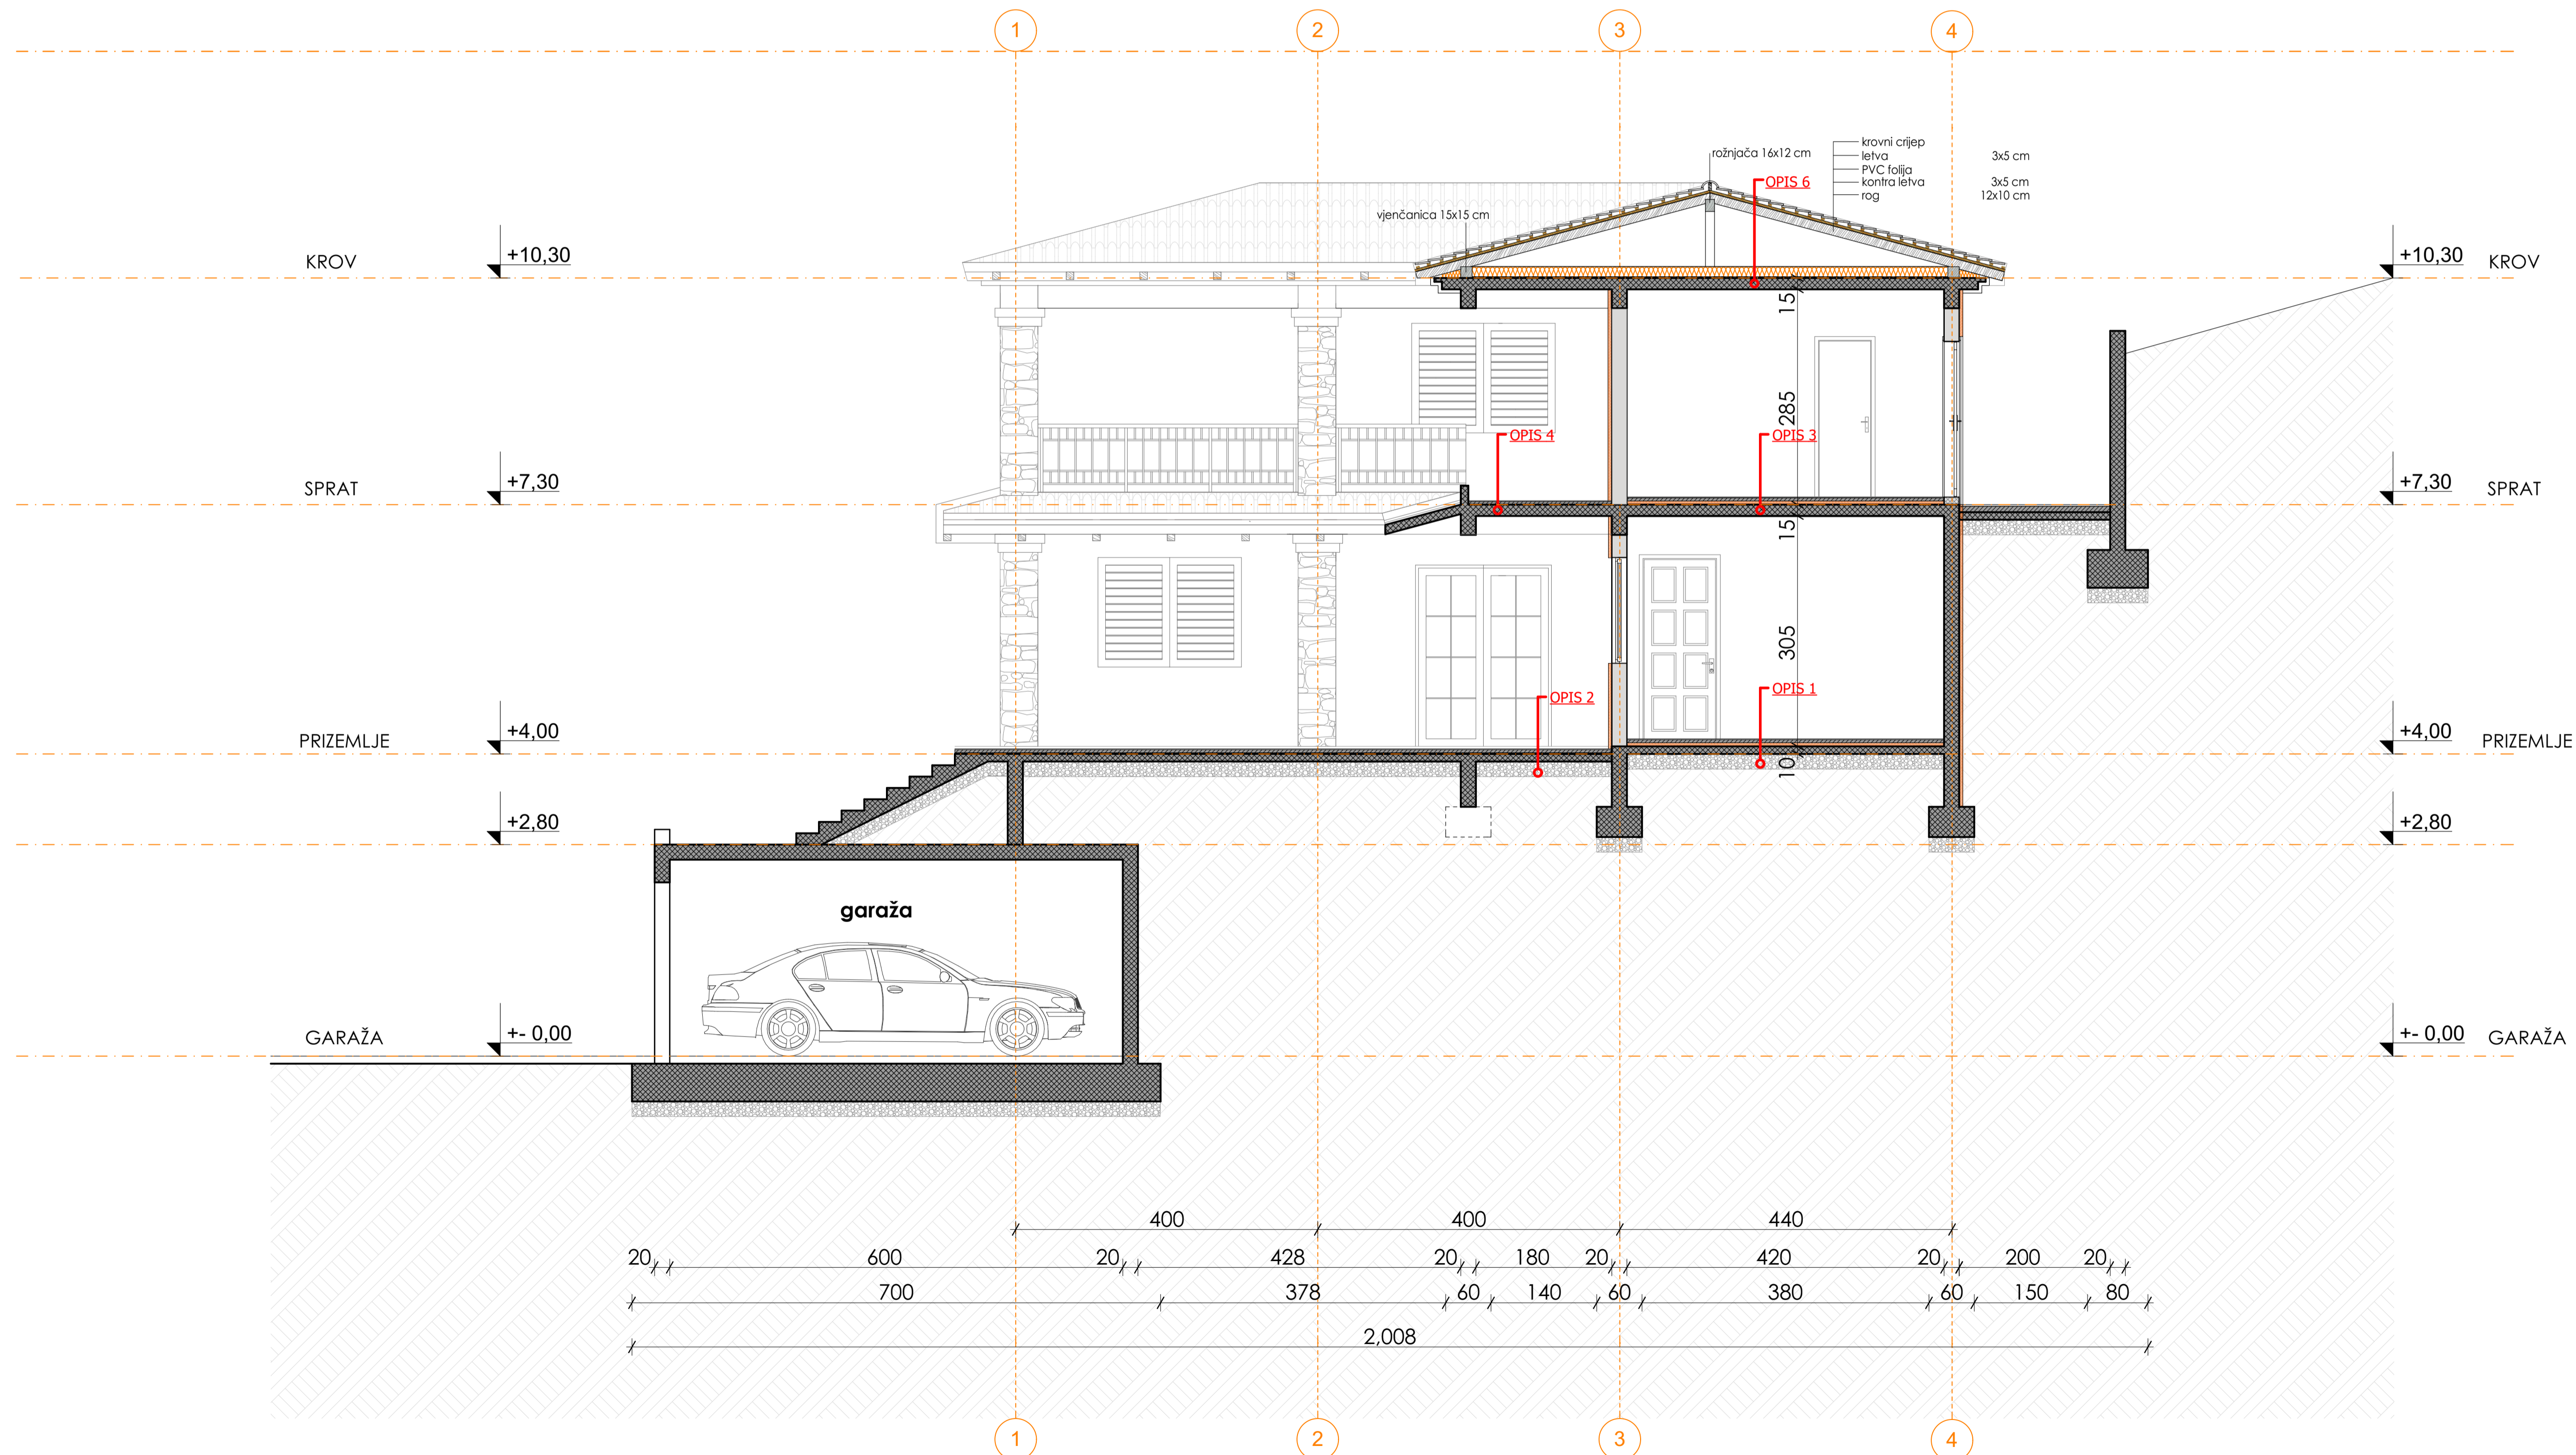 1 2 3 4
rožnjača 16x12 cm
krovni crijep
letva 3x5 cm
PVC folija
kontra letva 3x5 cm
rog 12x10 cm
OPIS 6
vjenčanica 15x15 cm
KROV +10,30
+10,30 KROV
15
285
OPIS 4
OPIS 3
SPRAT +7,30
+7,30 SPRAT
15
305
OPIS 2
OPIS 1
PRIZEMLJE +4,00
+4,00 PRIZEMLJE
10
+2,80
+2,80
garaža
GARAŽA +- 0,00
+- 0,00 GARAŽA
400 400 440
20 600 20 428 20 180 20 420 20 200 20
700 378 60 140 60 380 60 150 80
2,008
1 2 3 4